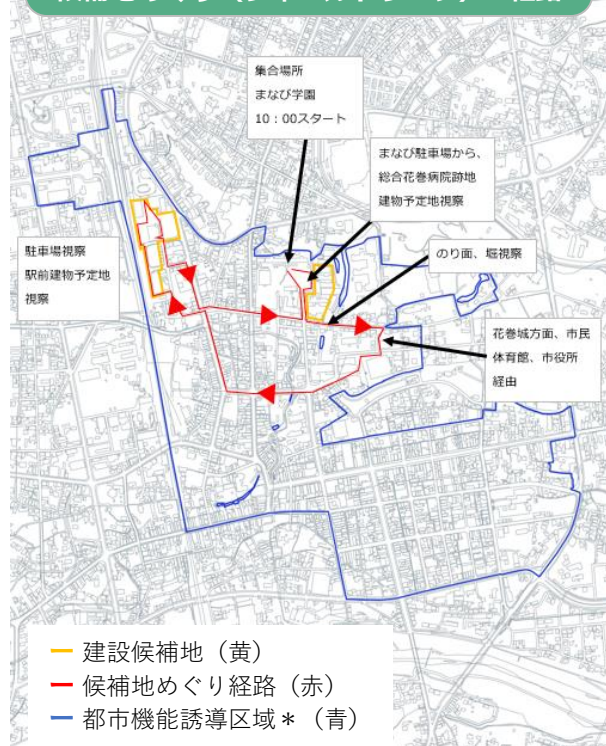 集合場所
まなび学園
10：00スタート
まなび駐車場から、
総合花巻病院跡地
建物予定地視察
のり面、堀視察
駐車場視察
駅前建物予定地
視察
花巻城方面、市民
体育館、市役所
経由
建設候補地（黄）
候補地めぐり経路（赤）
都市機能誘導区域＊（青）